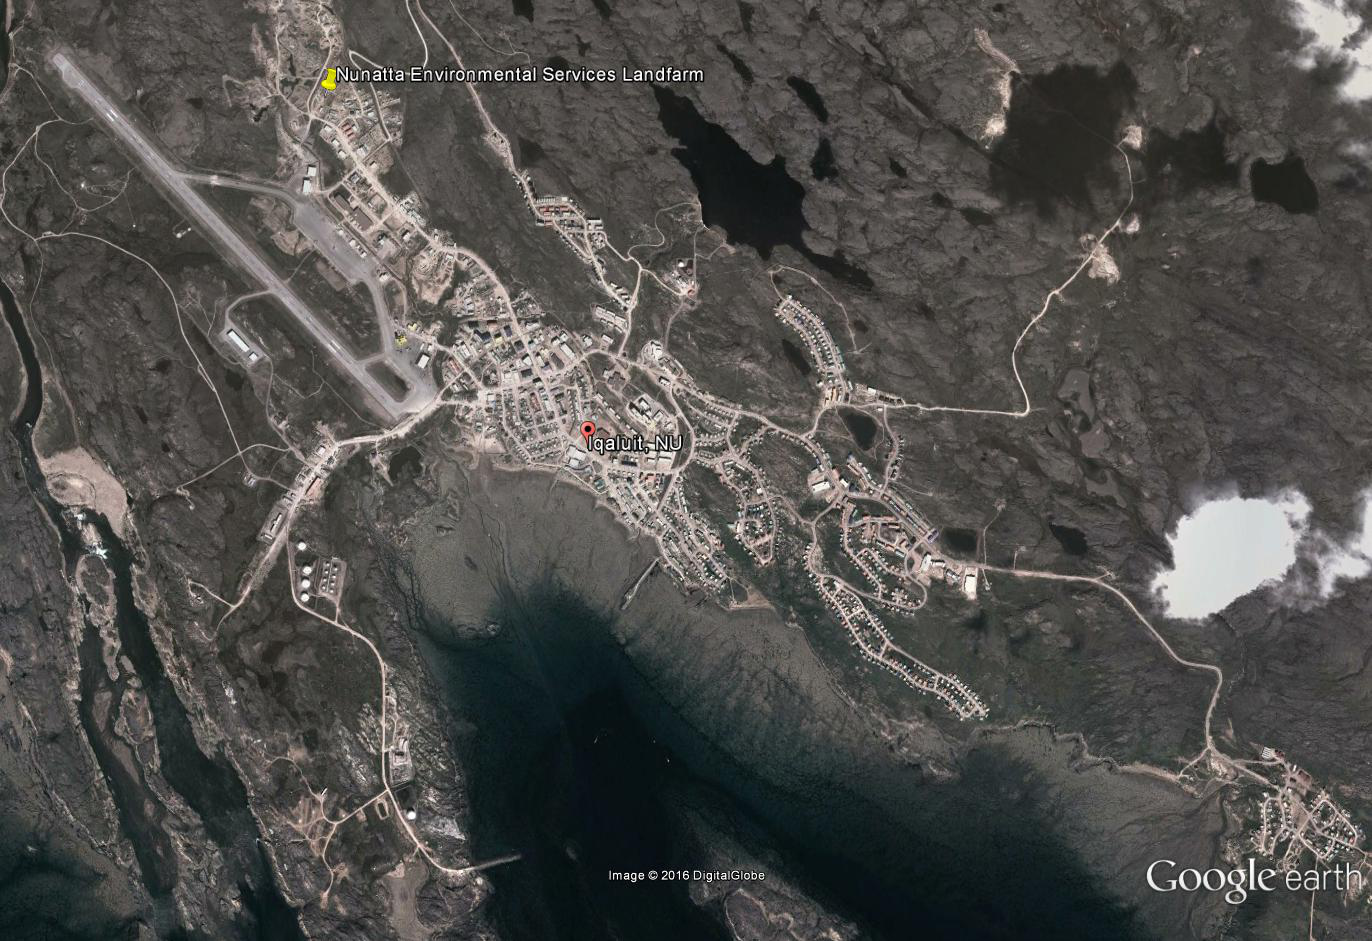 Nunatta Environmental Services Landfarm
Iqaluit, NU
Image © 2016 DigitalGlobe
Google earth